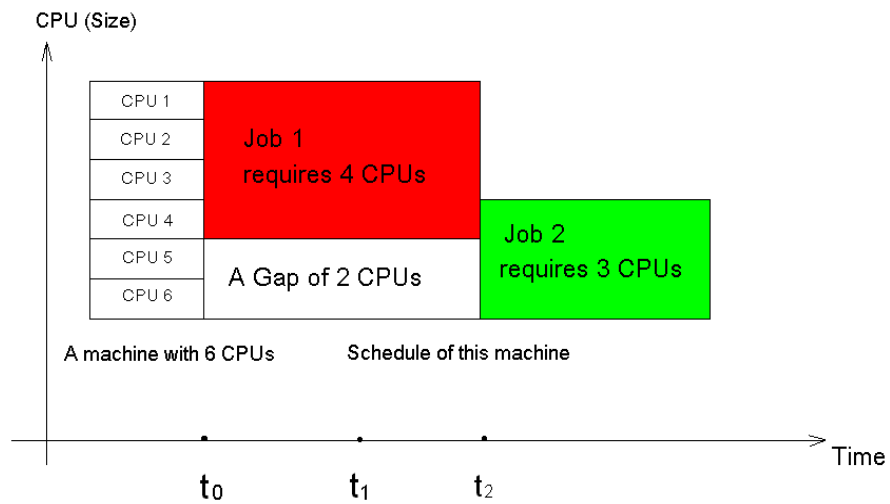 CPU (Size)
CPU 1
CPU 2
CPU 3
CPU 4
CPU 5
CPU 6
Job 1
requires 4 CPUs
A Gap of 2 CPUs
Job 2
requires 3 CPUs
A machine with 6 CPUs
Schedule of this machine
Time
t0
t1
t2